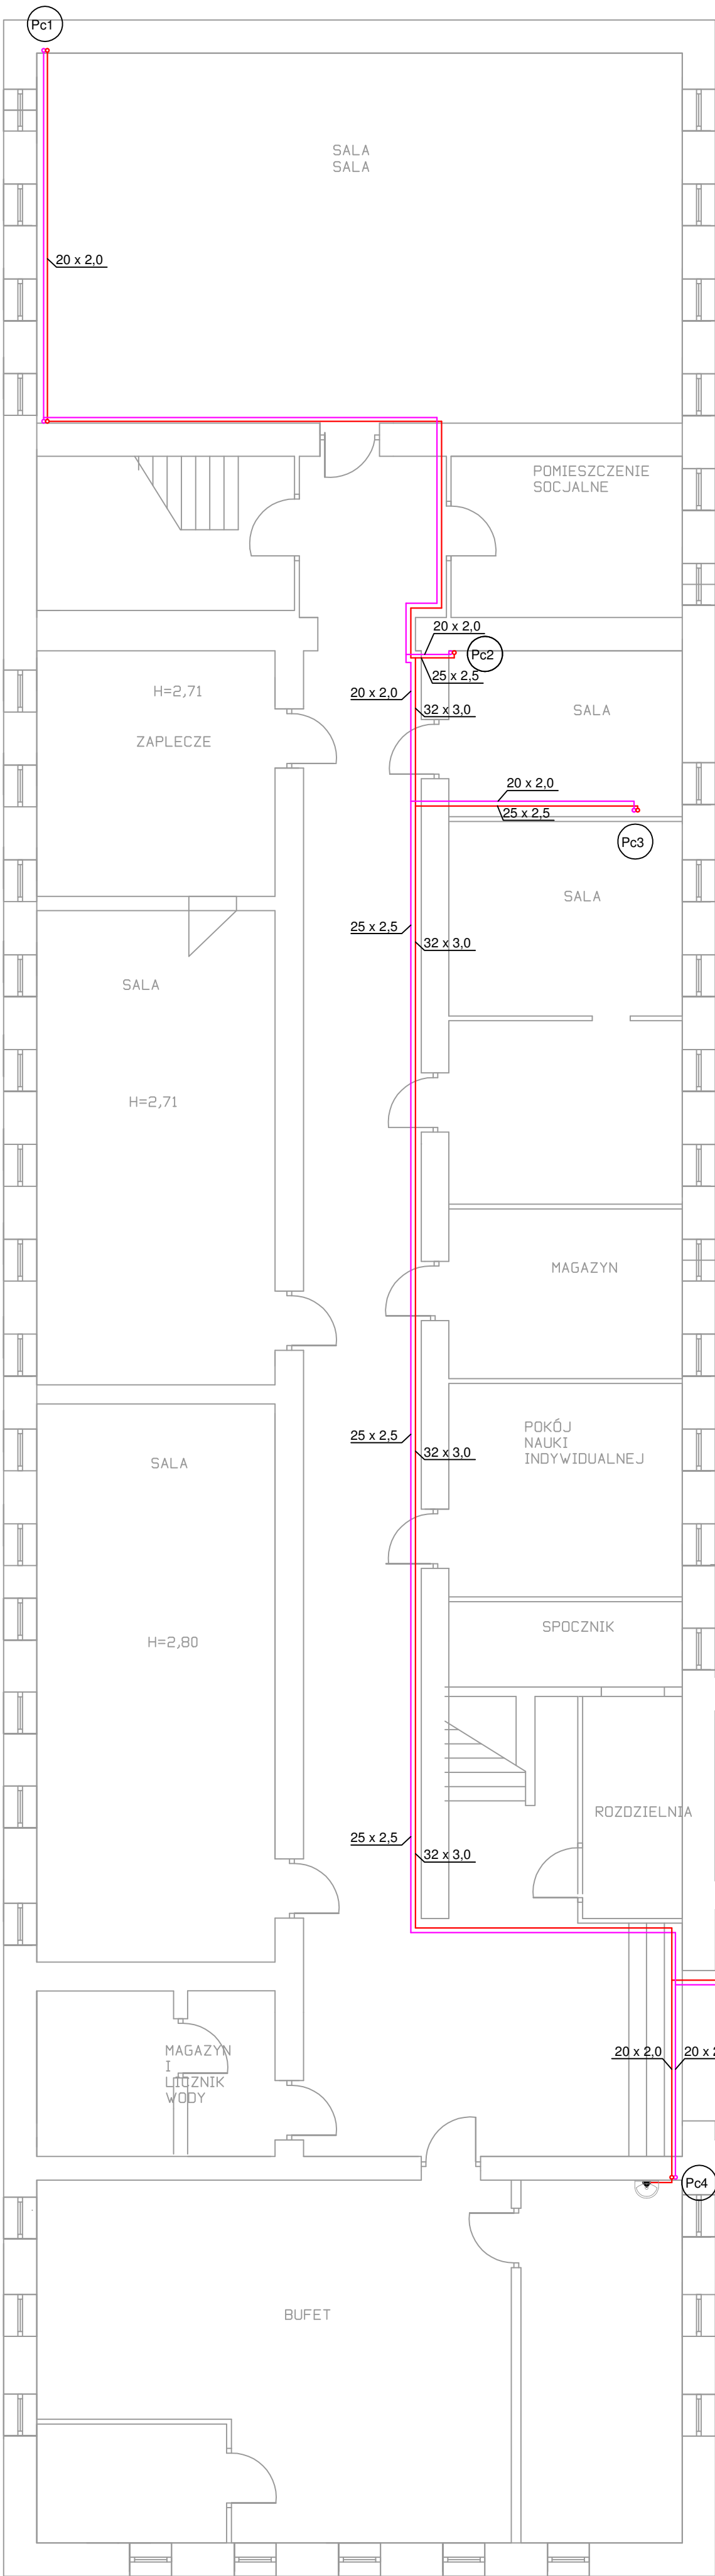 Pc1
SALA
SALA
20 x 2,0
POMIESZCZENIE
SOCJALNE
20 x 2,0
Pc2
25 x 2,5
H=2,71
20 x 2,0
32 x 3,0
SALA
ZAPLECZE
20 x 2,0
25 x 2,5
Pc3
SALA
25 x 2,5
32 x 3,0
SALA
H=2,71
MAGAZYN
POKÓJ
NAUKI
INDYWIDUALNEJ
25 x 2,5
32 x 3,0
SALA
SPOCZNIK
H=2,80
ROZDZIELNIA
25 x 2,5
32 x 3,0
MAGAZYN
I
LICZNIK
WODY
20 x 2,0
20 x
Pc4
BUFET